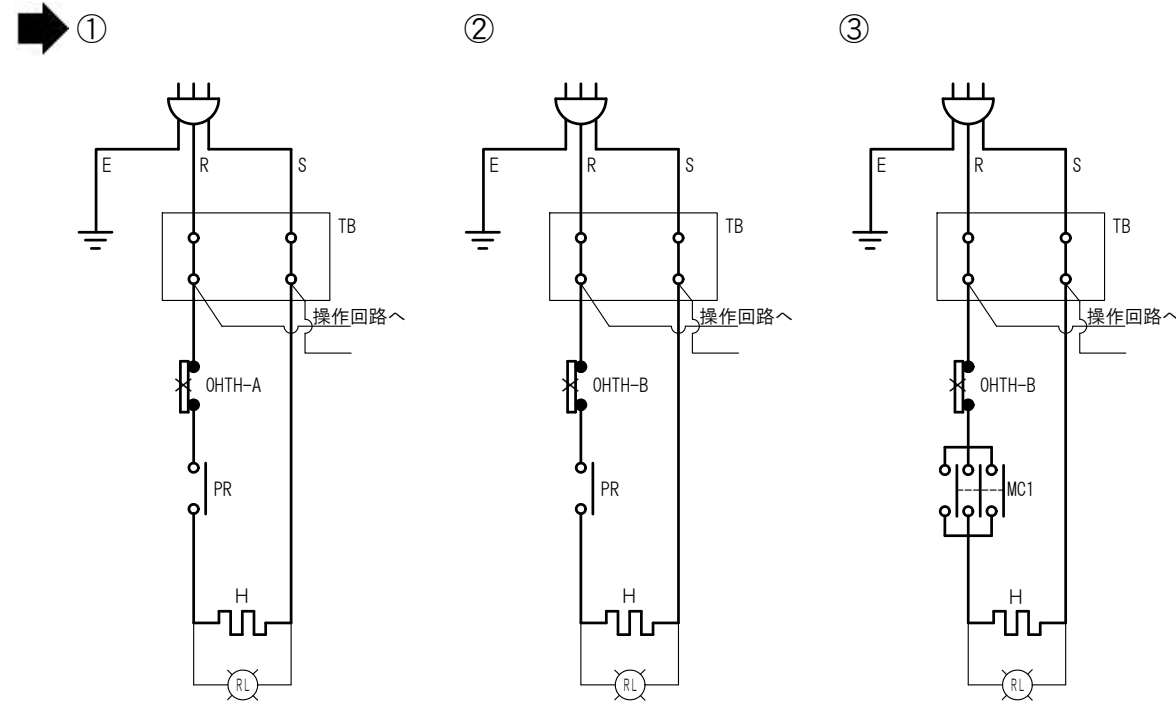 ① ② ③
E R S E R S E R S
TB TB TB
操作回路へ 操作回路へ 操作回路へ
OHTH-A OHTH-B OHTH-B
PR PR MC1
H H H
RL RL RL